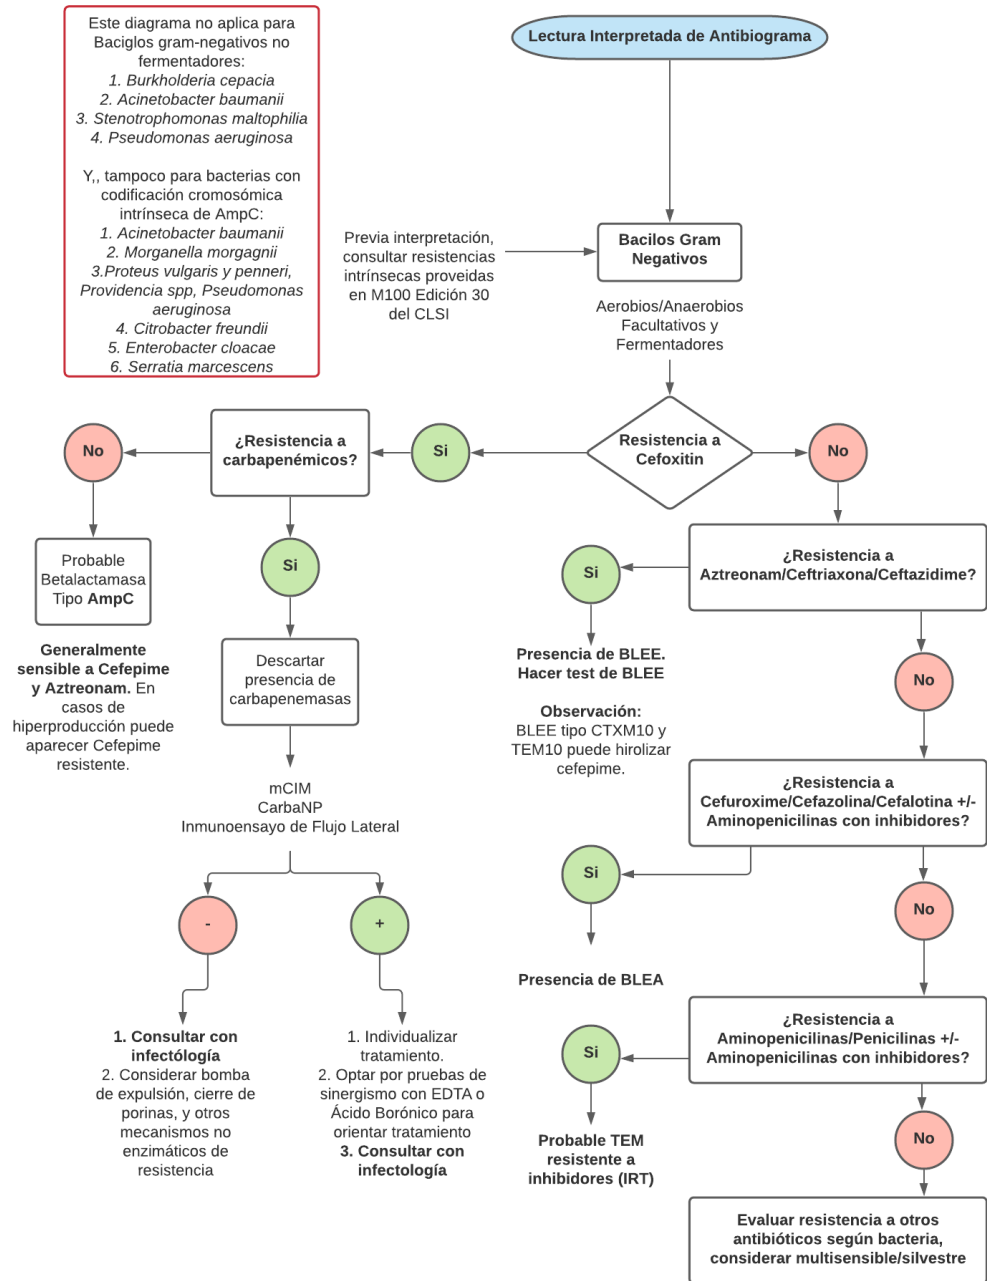 Este diagrama no aplica para
Baciglos gram-negativos no
fermentadores:
1. Burkholderia cepacia
2. Acinetobacter baumanii
3. Stenotrophomonas maltophilia
4. Pseudomonas aeruginosa
Y,, tampoco para bacterias con
codificación cromosómica
intrínseca de AmpC:
1. Acinetobacter baumanii
2. Morganella morgagnii
3.Proteus vulgaris y penneri,
Providencia spp, Pseudomonas
aeruginosa
4. Citrobacter freundii
5. Enterobacter cloacae
6. Serratia marcescens
Lectura Interpretada de Antibiograma
Previa interpretación,
consultar resistencias
intrínsecas proveidas
en M100 Edición 30
del CLSI
Bacilos Gram
Negativos
Aerobios/Anaerobios
Facultativos y
Fermentadores
Resistencia a
Cefoxitin
Si
No
¿Resistencia a
carbapenémicos?
No
Probable
Betalactamasa
Tipo AmpC
Generalmente
sensible a Cefepime
y Aztreonam. En
casos de
hiperproducción puede
aparecer Cefepime
resistente.
Si
Descartar
presencia de
carbapenemasas
mCIM
CarbaNP
Inmunoensayo de Flujo Lateral
-
+
1. Consultar con
infectólogía
2. Considerar bomba
de expulsión, cierre de
porinas, y otros
mecanismos no
enzimáticos de
resistencia
1. Individualizar
tratamiento.
2. Optar por pruebas de
sinergismo con EDTA o
Ácido Borónico para
orientar tratamiento
3. Consultar con
infectología
¿Resistencia a
Aztreonam/Ceftriaxona/Ceftazidime?
Si
Presencia de BLEE.
Hacer test de BLEE
Observación:
BLEE tipo CTXM10 y
TEM10 puede hirolizar
cefepime.
No
¿Resistencia a
Cefuroxime/Cefazolina/Cefalotina +/-
Aminopenicilinas con inhibidores?
Si
Presencia de BLEA
No
¿Resistencia a
Aminopenicilinas/Penicilinas +/-
Aminopenicilinas con inhibidores?
Si
Probable TEM
resistente a
inhibidores (IRT)
No
Evaluar resistencia a otros
antibióticos según bacteria,
considerar multisensible/silvestre